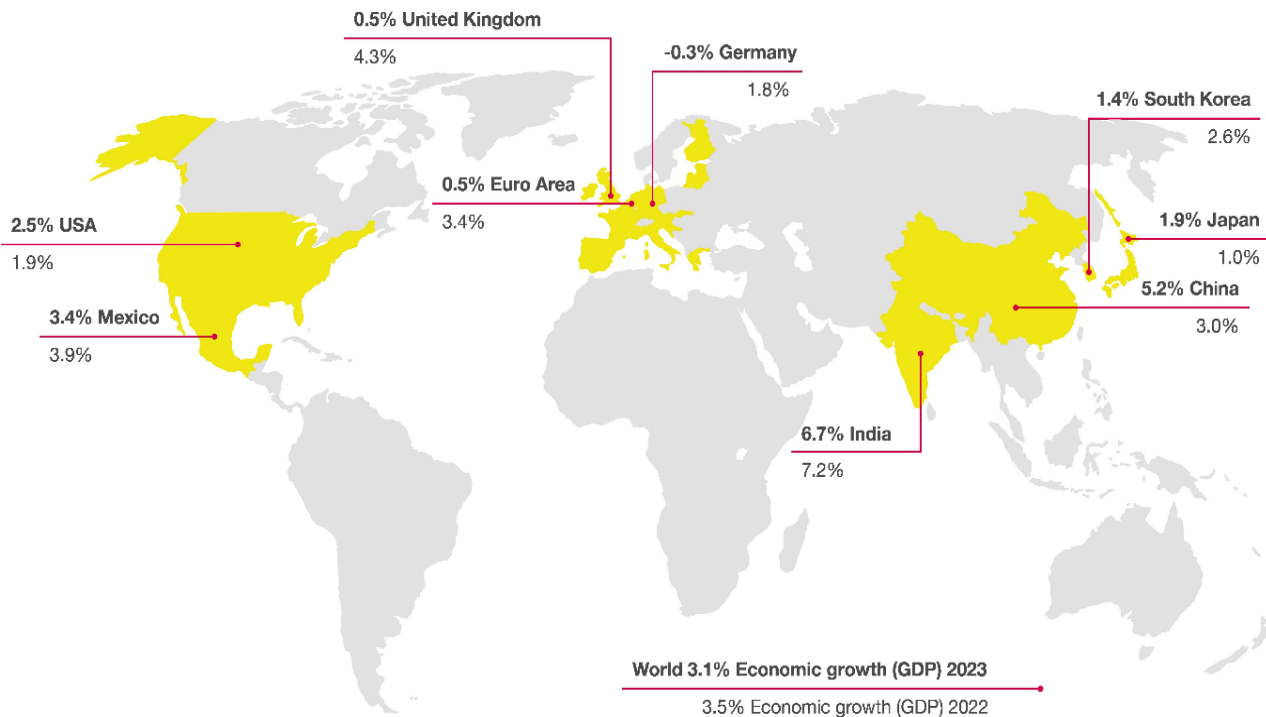 0.5% United Kingdom
4.3%
-0.3% Germany
1.8%
1.4% South Korea
2.6%
0.5% Euro Area
3.4%
2.5% USA
1.9%
1.9% Japan
1.0%
5.2% China
3.0%
3.4% Mexico
3.9%
6.7% India
7.2%
World 3.1% Economic growth (GDP) 2023
3.5% Economic growth (GDP) 2022